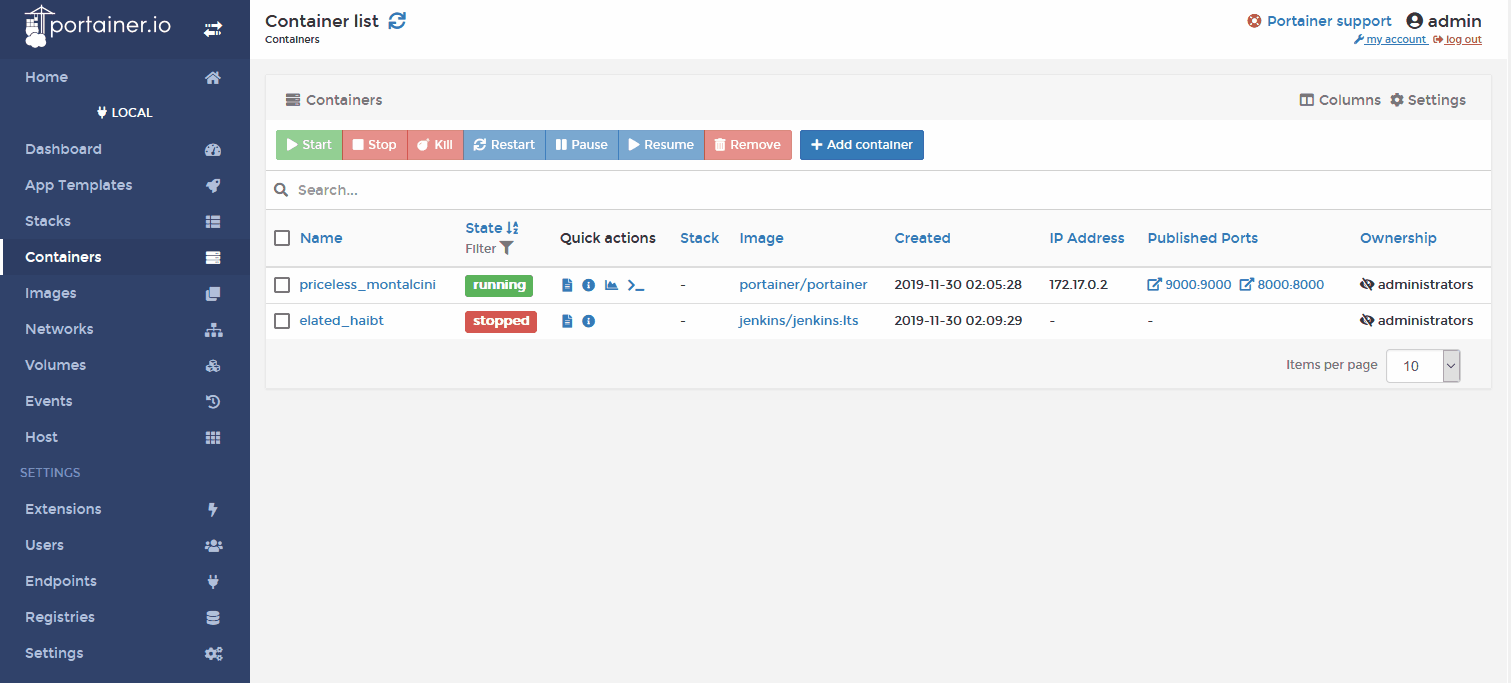 portainer.io
Home
LOCAL
Dashboard
App Templates
Stacks
Containers
Images
Networks
Volumes
Events
Host
SETTINGS
Extensions
Users
Endpoints
Registries
Settings
Container list
Containers
Portainer support admin
my account log out
Containers
Columns Settings
Start Stop Kill Restart Pause Resume Remove + Add container
Search...
Name State Filter Quick actions Stack Image Created IP Address Published Ports Ownership
priceless_montalcini running - portainer/portainer 2019-11-30 02:05:28 172.17.0.2 9000:9000 8000:8000 administrators
elated_haibt stopped - jenkins/jenkins:lts 2019-11-30 02:09:29 - - administrators
Items per page 10